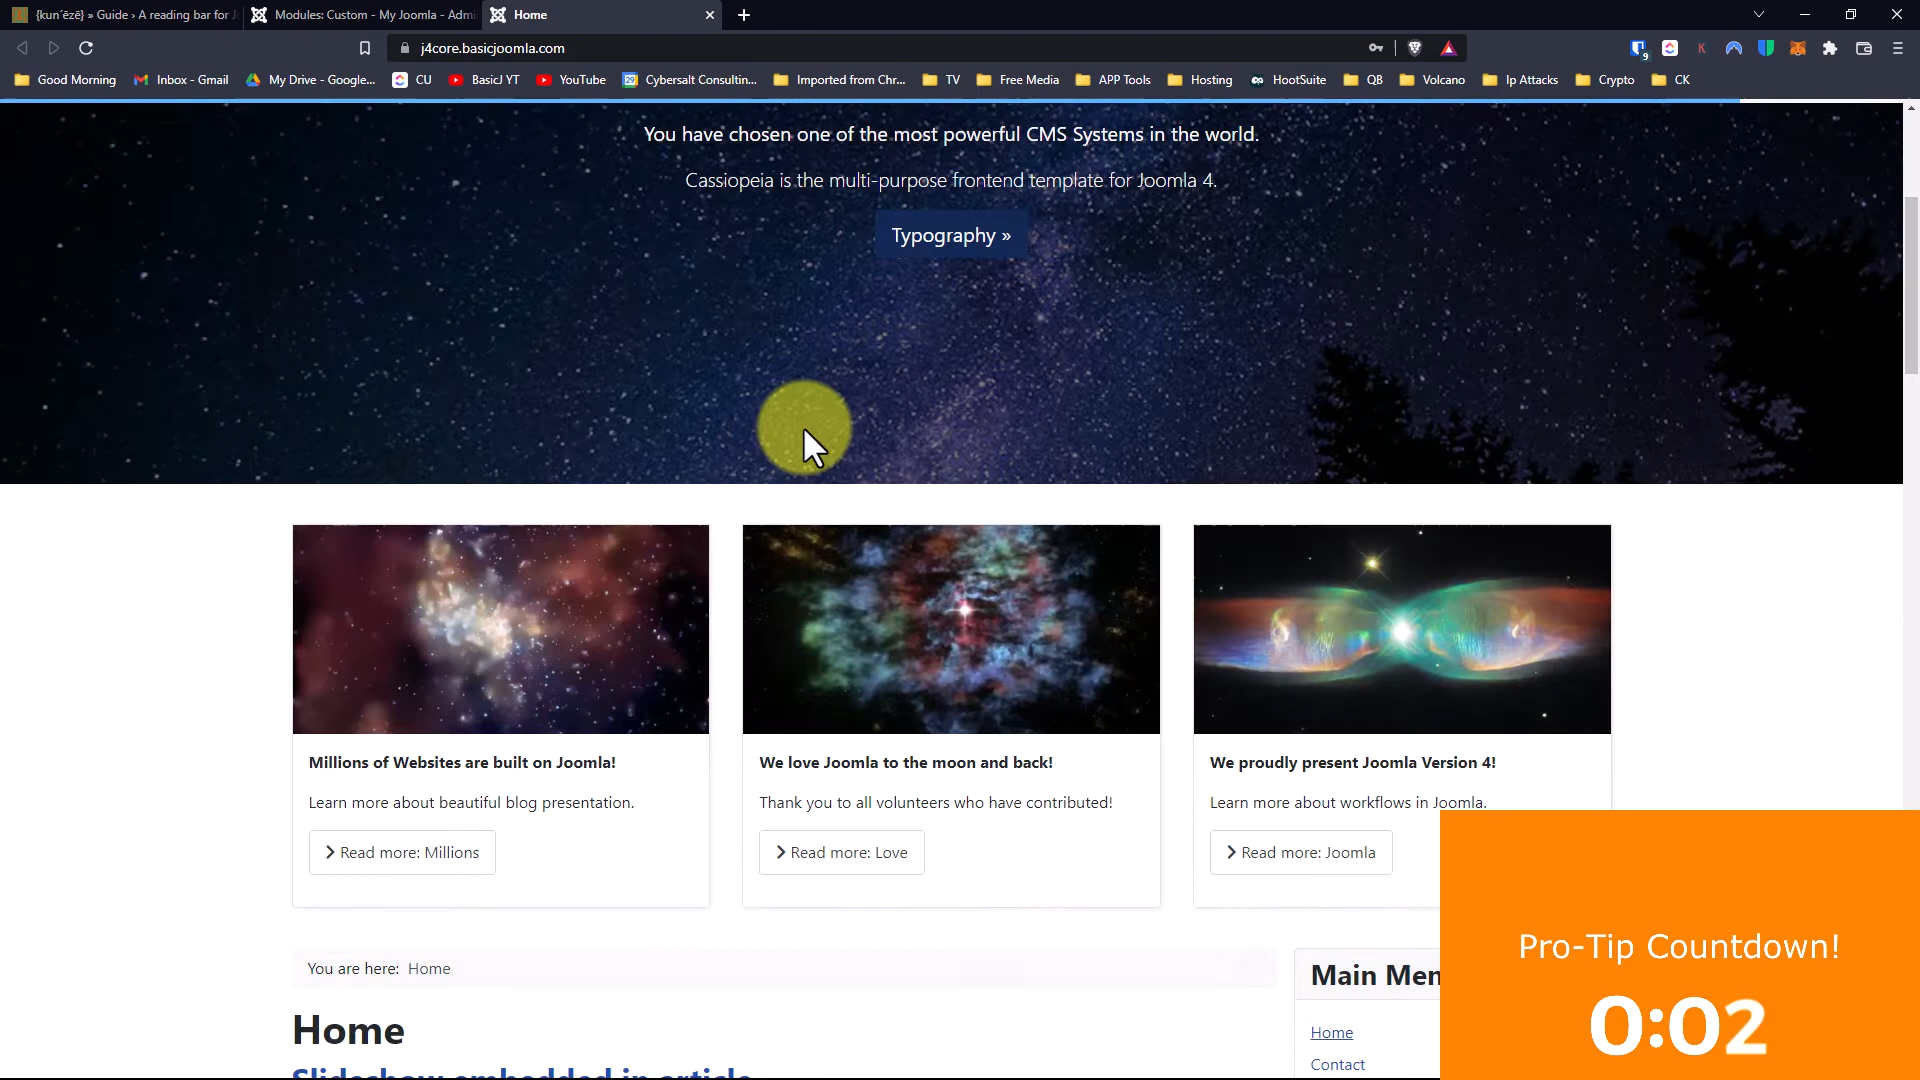 {kun´ēzē} » Guide › A reading bar for J
Modules: Custom - My Joomla - Admi
Home
j4core.basicjoomla.com
9
Good Morning
Inbox - Gmail
My Drive - Google...
CU
BasicJ YT
YouTube
Cybersalt Consultin...
Imported from Chr...
TV
Free Media
APP Tools
Hosting
HootSuite
QB
Volcano
Ip Attacks
Crypto
CK
You have chosen one of the most powerful CMS Systems in the world.
Cassiopeia is the multi-purpose frontend template for Joomla 4.
Typography »
Millions of Websites are built on Joomla!
Learn more about beautiful blog presentation.
Read more: Millions
We love Joomla to the moon and back!
Thank you to all volunteers who have contributed!
Read more: Love
We proudly present Joomla Version 4!
Learn more about workflows in Joomla.
Read more: Joomla
You are here: Home
Home
Slideshow embedded in article
Main Men
Home
Contact
Pro-Tip Countdown!
0:02